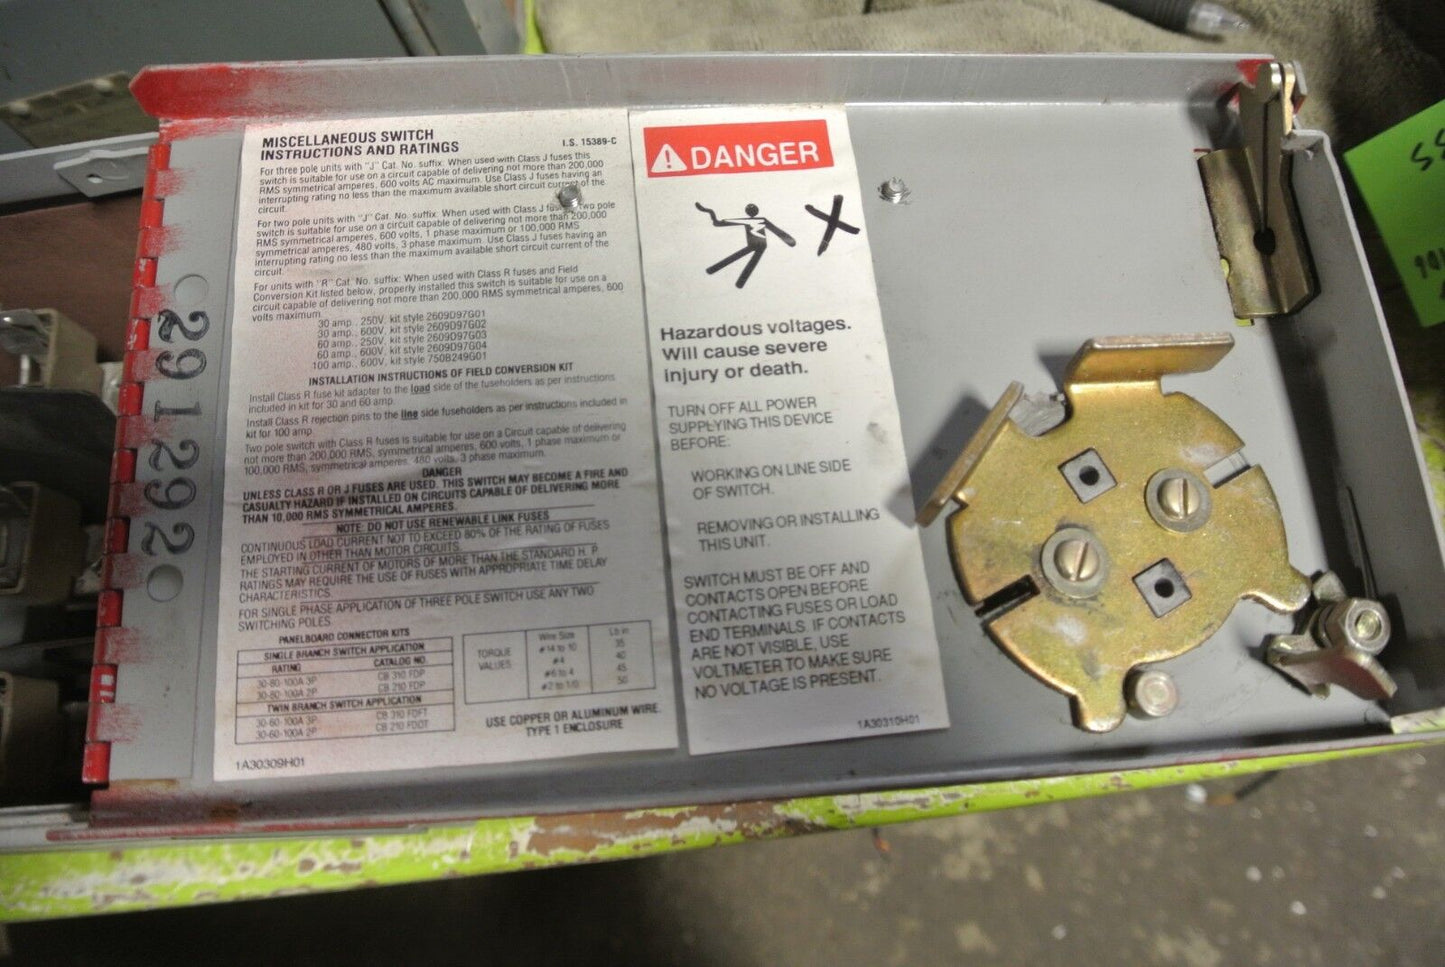 MISCELLANEOUS SWITCH
INSTRUCTIONS AND RATINGS
I.S. 15389-C
For three pole units with "J" Cat. No. suffix: When used with Class J fuses this
switch is suitable for use on a circuit capable of delivering not more than 200,000
RMS symmetrical amperes, 600 volts AC maximum. Use Class J fuses having an
interrupting rating no less than the maximum available short circuit current of the
circuit.
For two pole units with "J" Cat. No. suffix: When used with Class J fuses, two pole
switch is suitable for use on a circuit capable of delivering not more than 200,000
RMS symmetrical amperes, 600 volts, 1 phase maximum or 100,000 RMS
symmetrical amperes, 480 volts, 3 phase maximum. Use Class J fuses having an
interrupting rating no less than the maximum available short circuit current of the
circuit.
For units with "R" Cat. No. suffix: When used with Class R fuses and Field
Conversion Kit listed below, properly installed this switch is suitable for use on a
circuit capable of delivering not more than 200,000 RMS symmetrical amperes, 600
volts maximum.
30 amp., 250V. kit style 2609D97G01
30 amp., 600V. kit style 2609D97G02
60 amp., 250V. kit style 2609D97G03
60 amp., 600V. kit style 2609D97G04
100 amp., 600V. kit style 750B249G01
INSTALLATION INSTRUCTIONS OF FIELD CONVERSION KIT
Install Class R fuse kit adapter to the load side of the fuseholders as per instructions
included in kit for 30 and 60 amp.
Install Class R rejection pins to the line side fuseholders as per instructions included in
kit for 100 amp.
Two pole switch with Class R fuses is suitable for use on a Circuit capable of delivering
not more than 200,000 RMS, symmetrical amperes, 600 volts, 1 phase maximum or
100,000 RMS, symmetrical amperes, 480 volts, 3 phase maximum.
DANGER
UNLESS CLASS R OR J FUSES ARE USED. THIS SWITCH MAY BECOME A FIRE AND
CASUALTY HAZARD IF INSTALLED ON CIRCUITS CAPABLE OF DELIVERING MORE
THAN 10,000 RMS SYMMETRICAL AMPERES.
NOTE: DO NOT USE RENEWABLE LINK FUSES
CONTINUOUS LOAD CURRENT NOT TO EXCEED 80% OF THE RATING OF FUSES
EMPLOYED IN OTHER THAN MOTOR CIRCUITS.
THE STARTING CURRENT OF MOTORS OF MORE THAN THE STANDARD H. P.
RATINGS MAY REQUIRE THE USE OF FUSES WITH APPROPRIATE TIME DELAY
CHARACTERISTICS.
FOR SINGLE PHASE APPLICATION OF THREE POLE SWITCH USE ANY TWO
SWITCHING POLES.
PANELBOARD CONNECTOR KITS
SINGLE BRANCH SWITCH APPLICATION
RATING CATALOG NO.
30-60-100A 3P CB 310 FDP
30-60-100A 2P CB 210 FDP
TWIN BRANCH SWITCH APPLICATION
30-60-100A 3P CB 310 FDFT
30-60-100A 2P CB 210 FDOT
TORQUE VALUES
Wire Size Lb in
#14 to 10 35
#4 40
#6 to 4 45
#2 to 1/0 50
USE COPPER OR ALUMINUM WIRE.
TYPE 1 ENCLOSURE
1A30309H01
DANGER
X
Hazardous voltages.
Will cause severe
injury or death.
TURN OFF ALL POWER
SUPPLYING THIS DEVICE
BEFORE:
WORKING ON LINE SIDE
OF SWITCH.
REMOVING OR INSTALLING
THIS UNIT.
SWITCH MUST BE OFF AND
CONTACTS OPEN BEFORE
CONTACTING FUSES OR LOAD
END TERMINALS. IF CONTACTS
ARE NOT VISIBLE, USE
VOLTMETER TO MAKE SURE
NO VOLTAGE IS PRESENT.
1A30310H01
291292